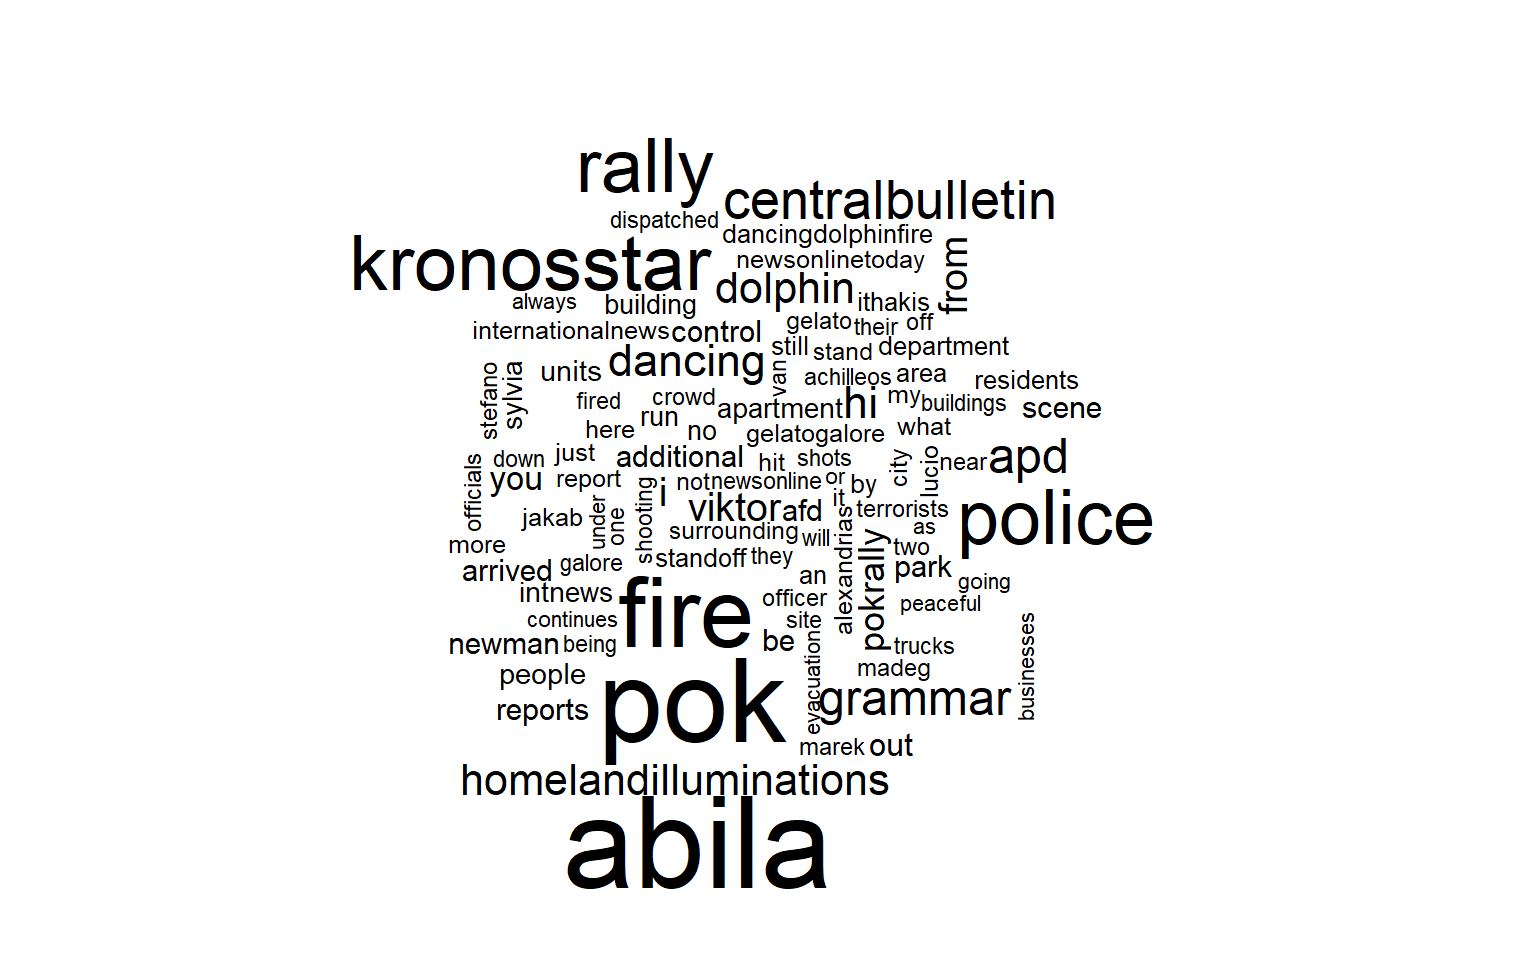 rally
centralbulletin
dispatched
dancingdolphinfire
kronosstar
newsonlinetoday
from
dolphin
always
building
ithakis
internationalnews
control
gelato
their
off
dancing
still
stand
department
units
van
achilleos
area
residents
stefano
sylvia
fired
crowd
apartment
hi
my
buildings
scene
here
run
no
gelatogalore
what
officials
down
just
additional
hit
shots
city
lucio
near
apd
you
report
shooting
i
not
newsonline
or
it
by
jakab
under
one
viktor
afd
terrorists
police
surrounding
will
alexandrias
as
more
standoff
they
pokrally
two
arrived
galore
an
park
going
intnews
fire
officer
peaceful
continues
site
newman
being
be
evacuation
trucks
businesses
people
pok
madeg
reports
grammar
marek
out
homelandilluminations
abila